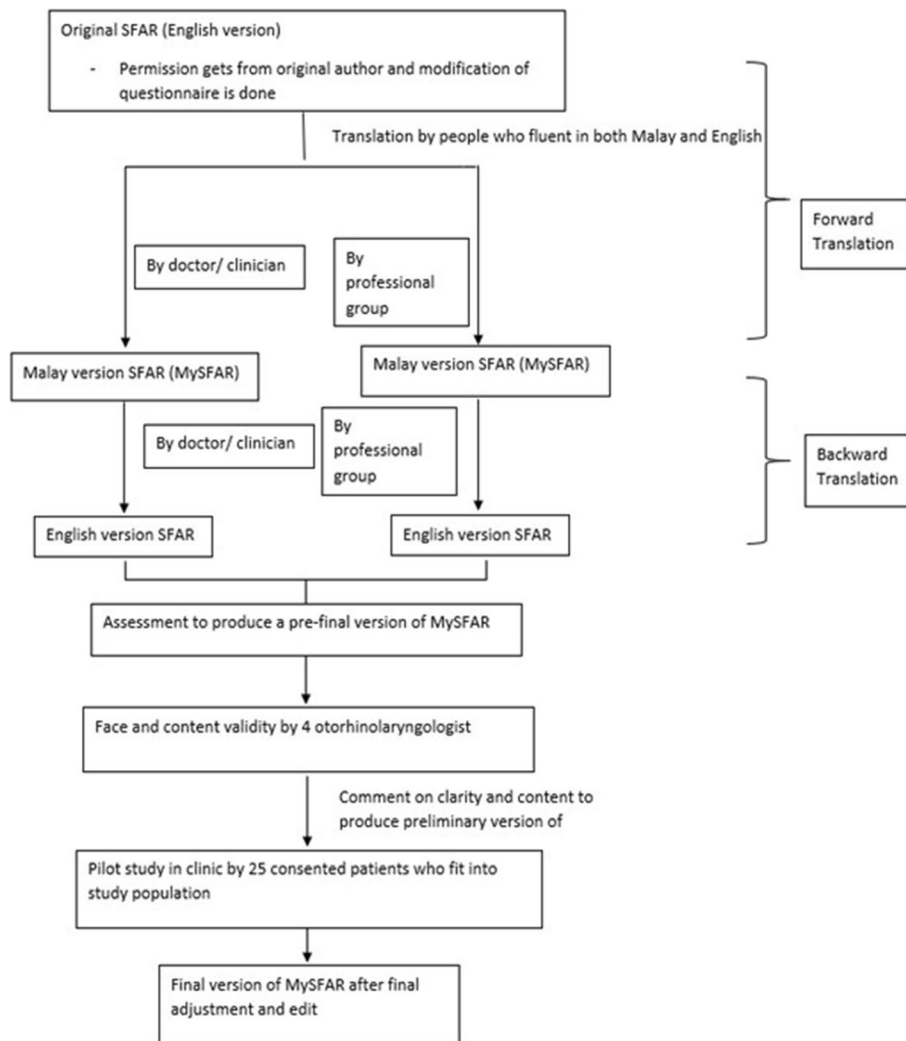 Original SFAR (English version)
- Permission gets from original author and modification of
questionnaire is done
Translation by people who fluent in both Malay and English
Forward
Translation
By doctor/ clinician
By
professional
group
Malay version SFAR (MySFAR)
Malay version SFAR (MySFAR)
By doctor/ clinician
By
professional
group
Backward
Translation
English version SFAR
English version SFAR
Assessment to produce a pre-final version of MySFAR
Face and content validity by 4 otorhinolaryngologist
Comment on clarity and content to
produce preliminary version of
Pilot study in clinic by 25 consented patients who fit into
study population
Final version of MySFAR after final
adjustment and edit